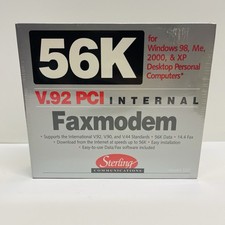 56K
for
Windows 98, Me,
2000, & XP
Desktop Personal
Computers*
V.92 PCI INTERNAL
Faxmodem
• Supports the International V.92, V.90, and V.44 Standards • 56K Data • 14.4 Fax
• Download from the Internet at speeds up to 56K • Easy Installation
• Easy-to-use Data/Fax software included
Sterling
COMMUNICATIONS